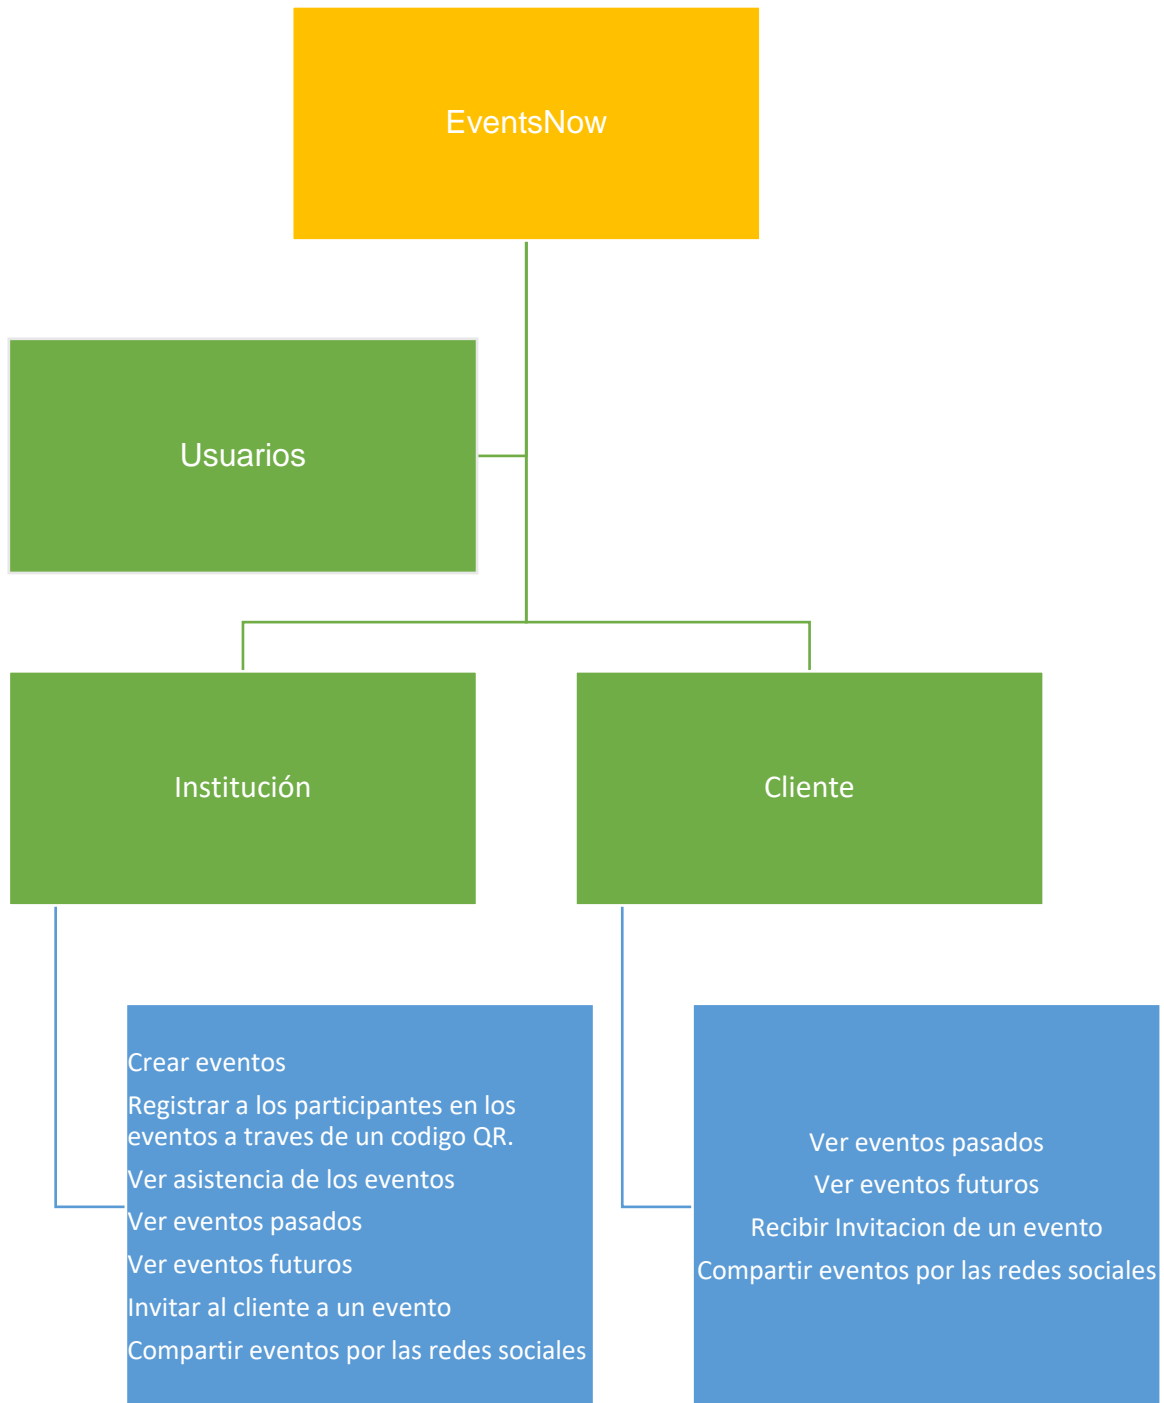 EventsNow
Usuarios
Institución
Cliente
Crear eventos
Registrar a los participantes en los
eventos a traves de un codigo QR.
Ver asistencia de los eventos
Ver eventos pasados
Ver eventos futuros
Invitar al cliente a un evento
Compartir eventos por las redes sociales
Ver eventos pasados
Ver eventos futuros
Recibir Invitacion de un evento
Compartir eventos por las redes sociales